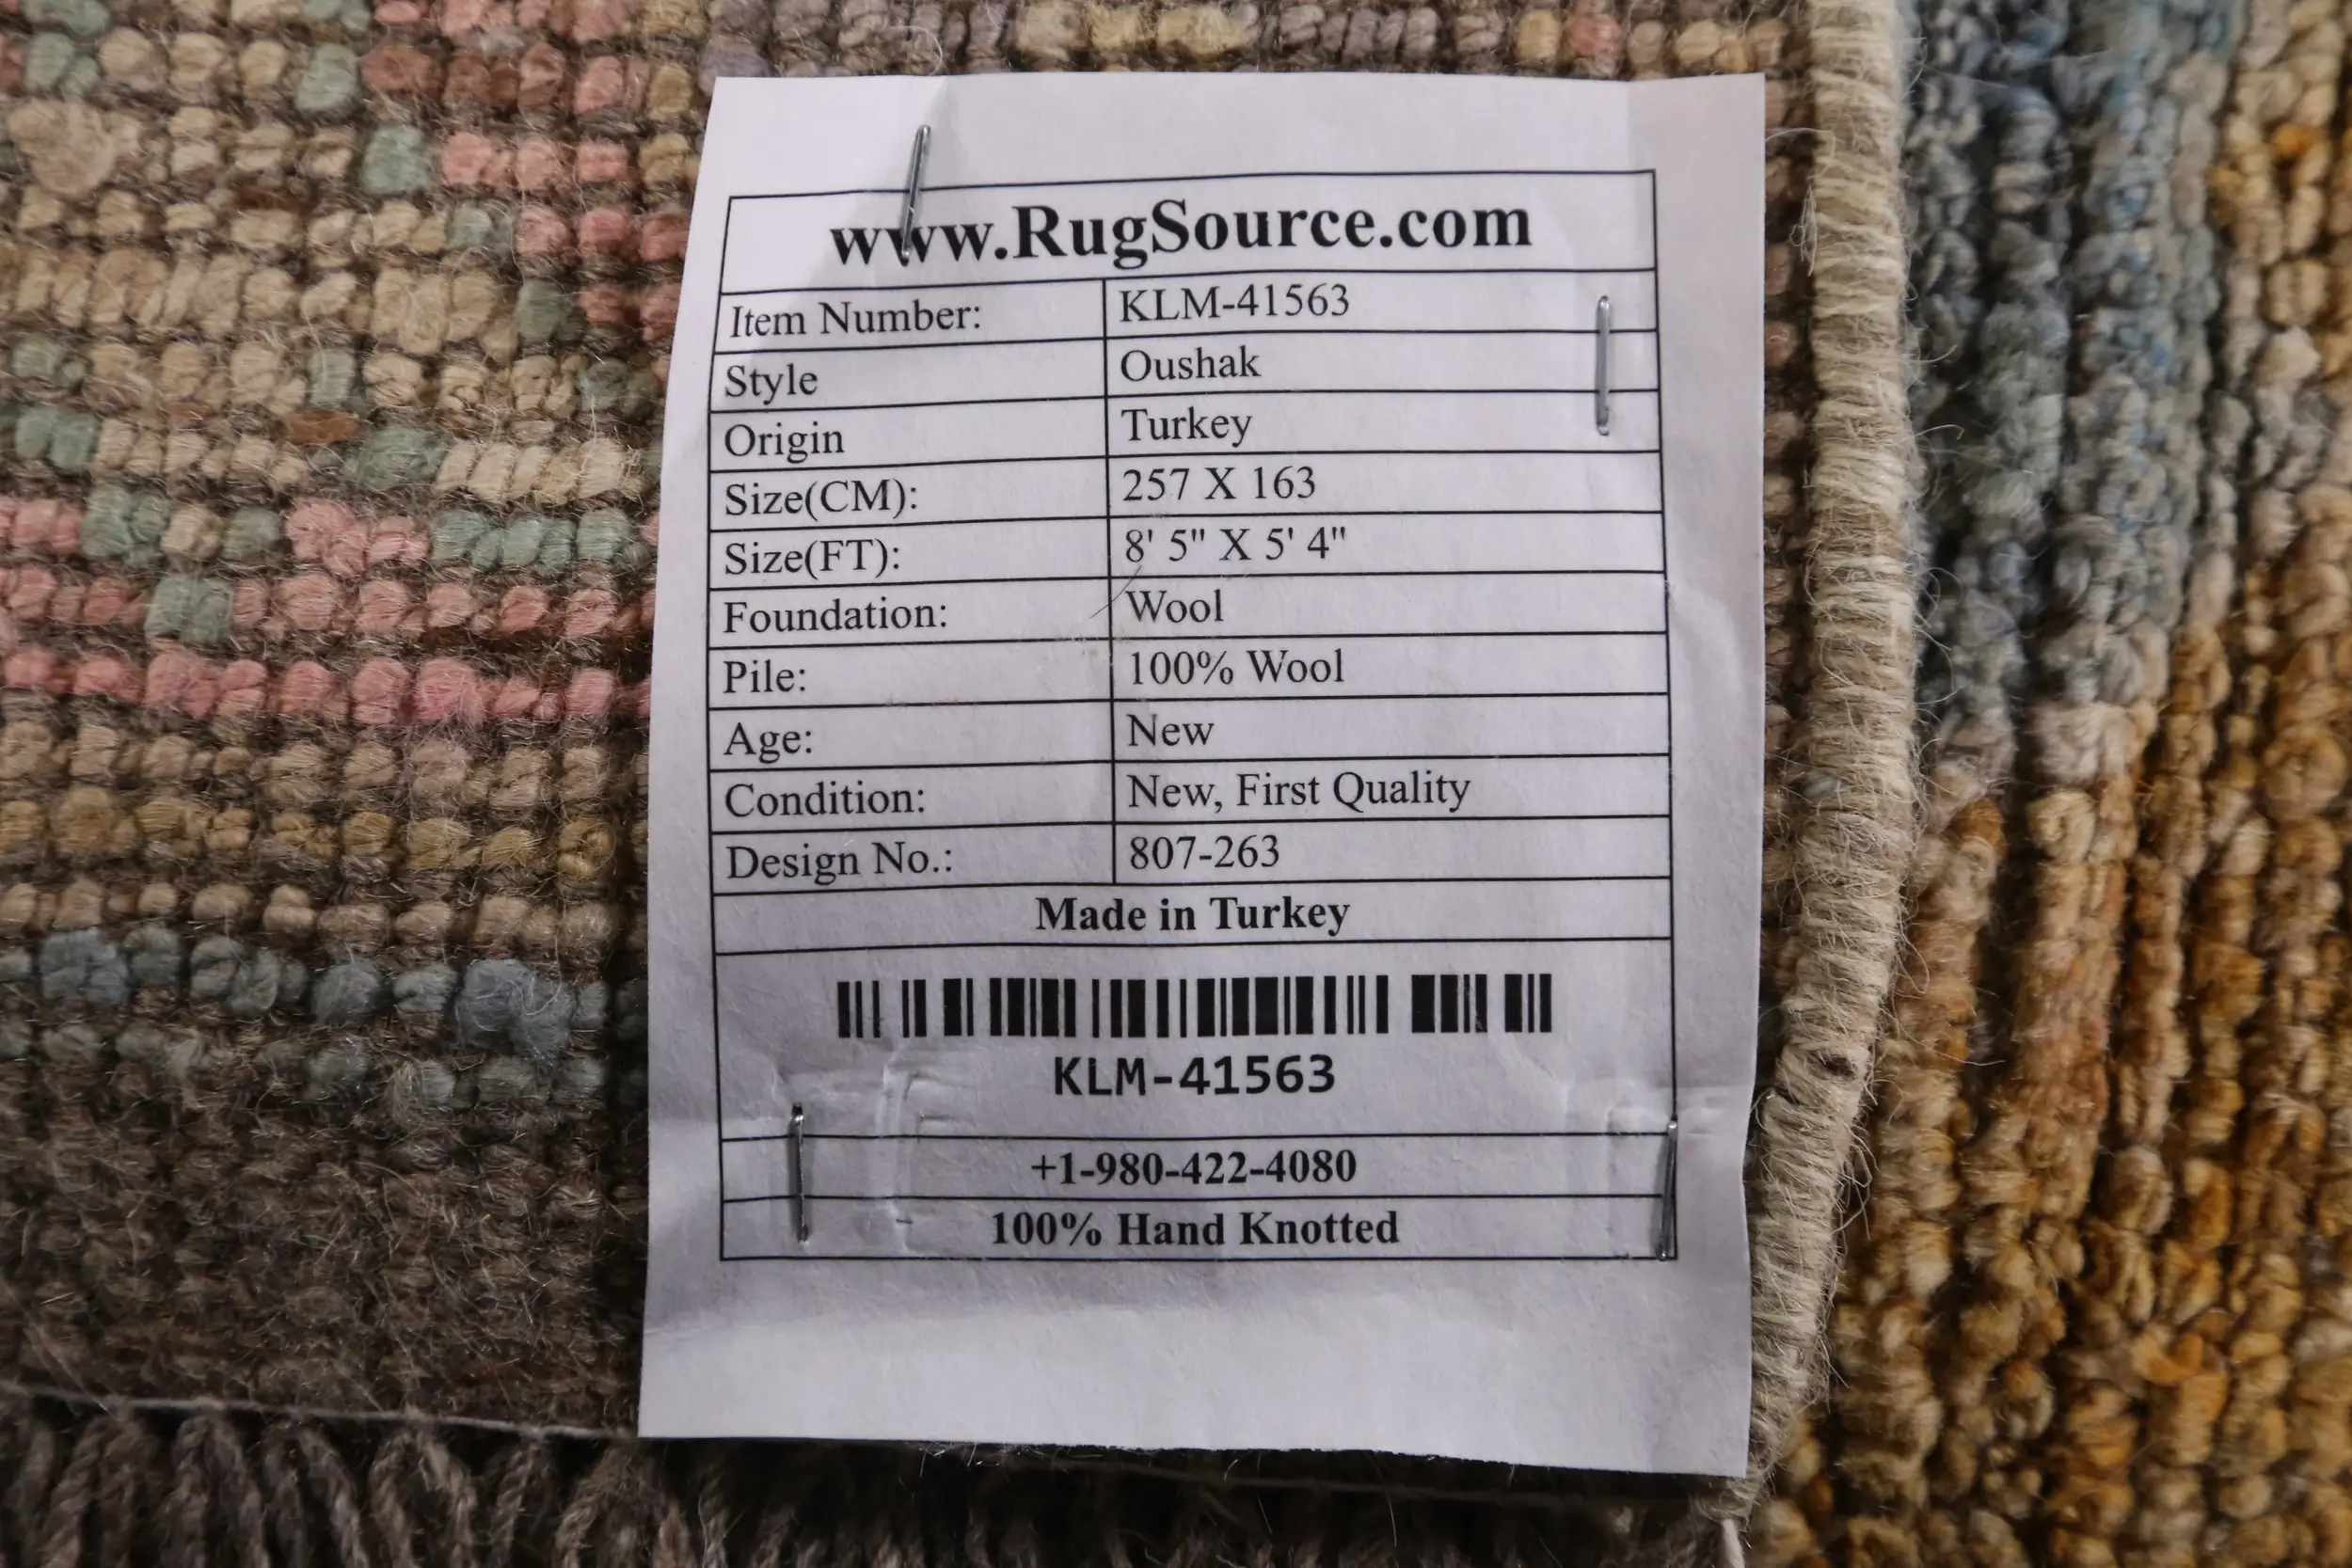 www.RugSource.com
Item Number: KLM-41563
Style Oushak
Origin Turkey
Size(CM): 257 X 163
Size(FT): 8' 5" X 5' 4"
Foundation: Wool
Pile: 100% Wool
Age: New
Condition: New, First Quality
Design No.: 807-263
Made in Turkey
KLM-41563
+1-980-422-4080
100% Hand Knotted